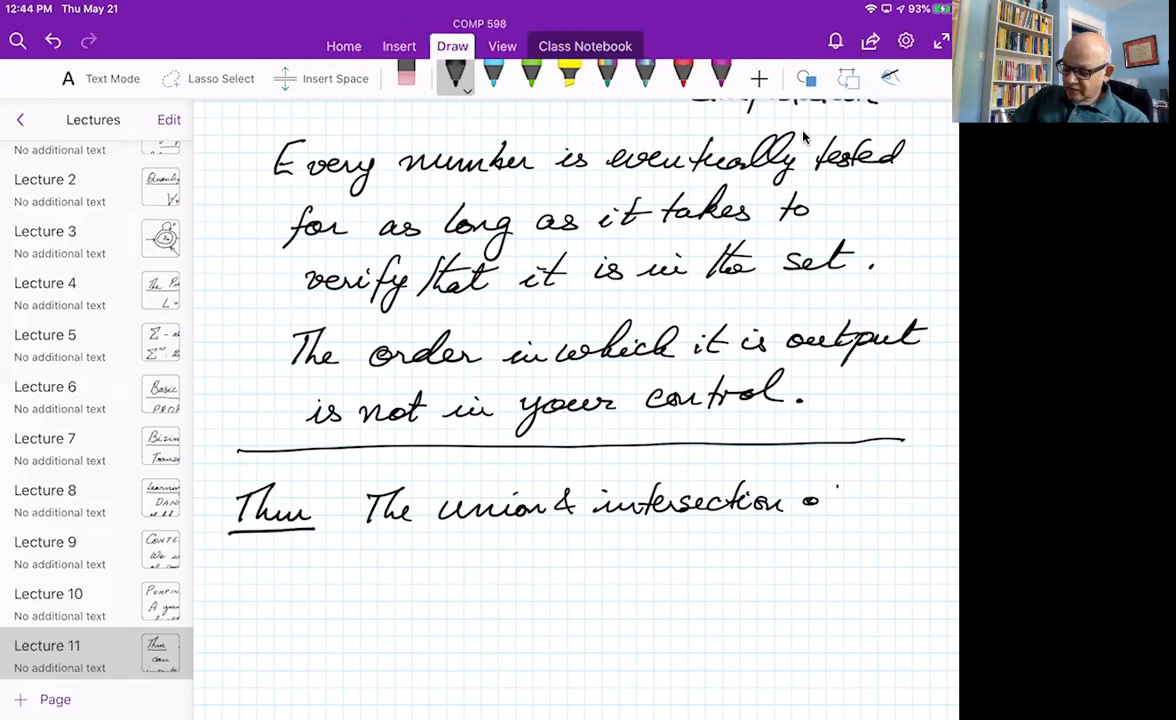 12:44 PM Thu May 21
93%
COMP 598
Home Insert Draw View Class Notebook
Text Mode Lasso Select Insert Space
Lectures Edit
No additional text
Lecture 2
No additional text
Lecture 3
No additional text
Lecture 4
No additional text
Lecture 5
No additional text
Lecture 6
No additional text
Lecture 7
No additional text
Lecture 8
No additional text
Lecture 9
No additional text
Lecture 10
No additional text
Lecture 11
No additional text
Page
Every number is eventually tested
for as long as it takes to
verify that it is in the set.
The order in which it is output
is not in your control.
Thm The union & intersection o